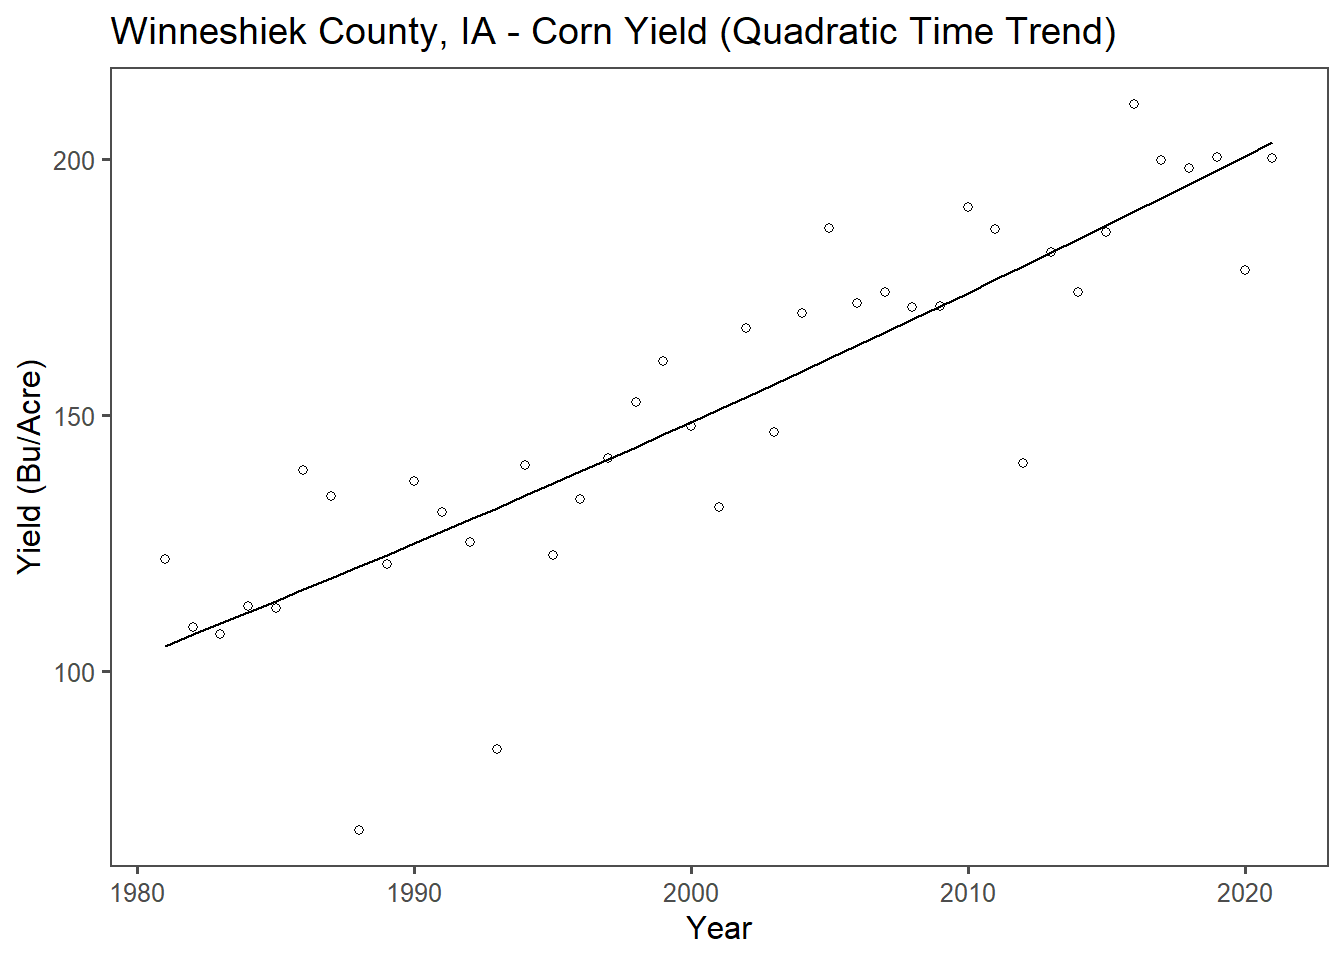 Winneshiek County, IA - Corn Yield (Quadratic Time Trend)
Yield (Bu/Acre)
200
150
100
1980 1990 2000 2010 2020
Year